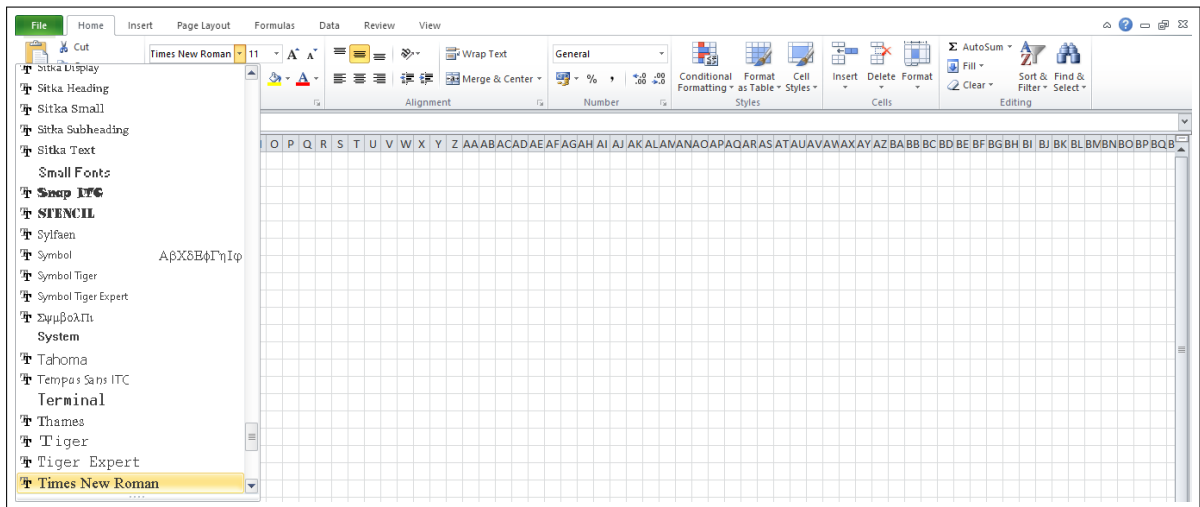 File Home Insert Page Layout Formulas Data Review View
Cut Times New Roman 11 A A Wrap Text General Σ AutoSum
Fill
Merge & Center % , Conditional Formatting Format as Table Cell Styles Insert Delete Format Clear Sort & Filter Find & Select
Alignment Number Styles Cells Editing
Sitka Display
Sitka Heading
Sitka Small
Sitka Subheading
Sitka Text
Small Fonts
Snap ITC
STENCIL
Sylfaen
Symbol ΑβΧδΕφΓηΙφ
Symbol Tiger
Symbol Tiger Expert
ΣψμβολΠι
System
Tahoma
Tempus Sans ITC
Terminal
Thames
Tiger
Tiger Expert
Times New Roman
O P Q R S T U V W X Y Z AA AB AC AD AE AF AG AH AI AJ AK AL AM AN AO AP AQ AR AS AT AU AV AW AX AY AZ BA BB BC BD BE BF BG BH BI BJ BK BL BM BN BO BP BQ